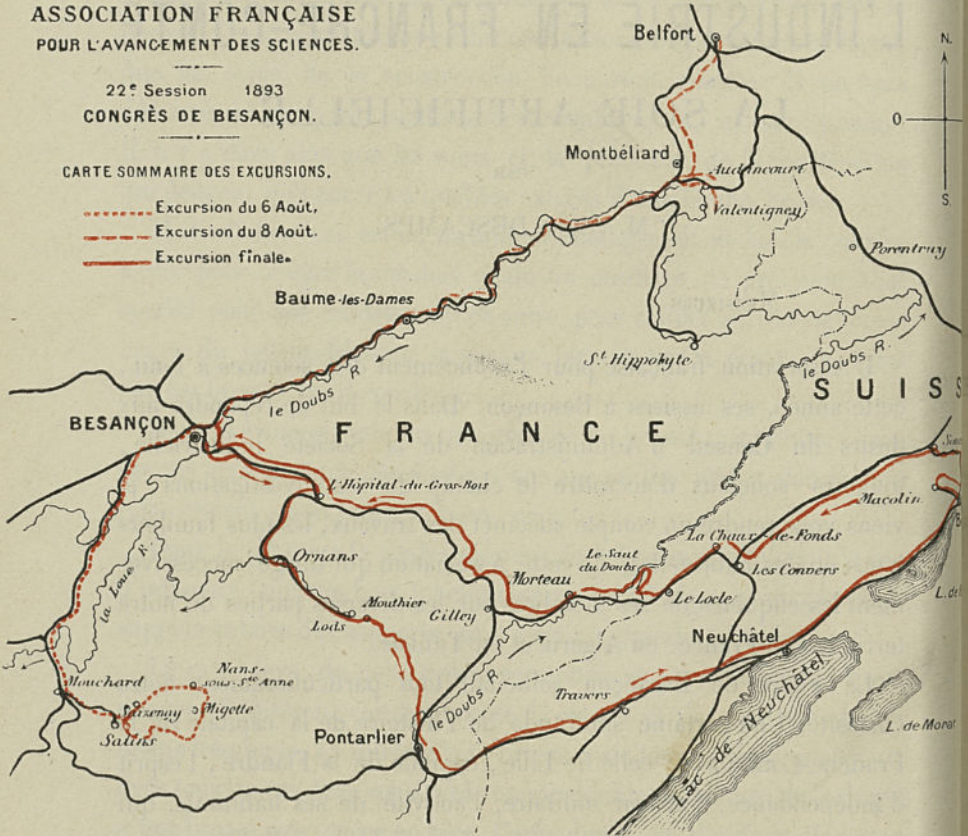 ASSOCIATION FRANÇAISE
POUR L'AVANCEMENT DES SCIENCES.
22e Session 1893
CONGRÈS DE BESANÇON.
CARTE SOMMAIRE DES EXCURSIONS.
Excursion du 6 Août.
Excursion du 8 Août.
Excursion finale.
Belfort
N.
O
S.
Montbéliard
Audincourt
Valentigney
Porentruy
Baume-les-Dames
St Hippolyte
le Doubs R.
le Doubs R.
SUISS
BESANÇON
FRANCE
L'Hôpital-du-Gros-Bois
Macolin
La Chaux-de-Fonds
Le Saut
du Doubs
Les Convers
Ornans
Morteau
Le Locle
la Loue R.
Mouthier
Gilley
Lods
L. de
Neuchâtel
Nans-
sous-Ste Anne
Mouchard
Migette
Salins
le Doubs R.
Travers
Pontarlier
Lac de Neuchâtel
L. de Morat